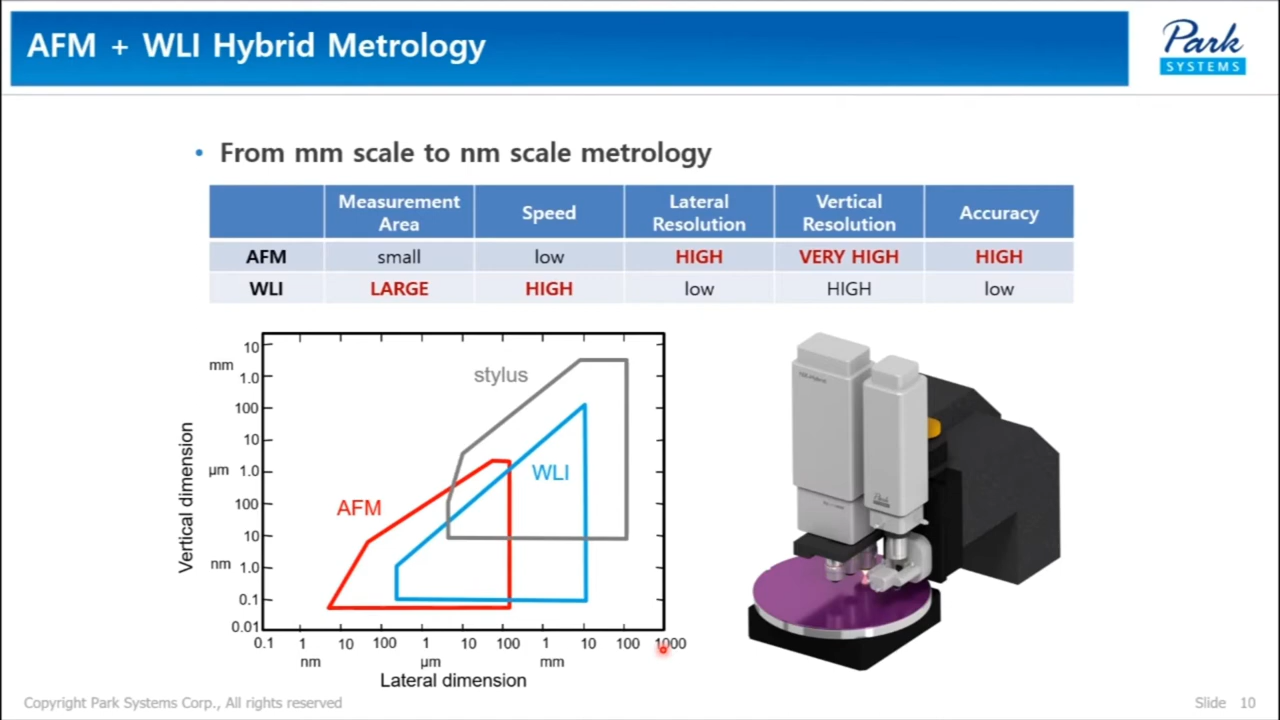 AFM + WLI Hybrid Metrology
Park
SYSTEMS
• From mm scale to nm scale metrology
Measurement Area
Speed
Lateral Resolution
Vertical Resolution
Accuracy
AFM small low HIGH VERY HIGH HIGH
WLI LARGE HIGH low HIGH low
Vertical dimension
10
mm
1.0
100
10
µm 1.0
100
10
nm 1.0
0.1
0.01
stylus
WLI
AFM
0.1 1 10 100 1 10 100 1 10 100 1000
nm µm mm
Lateral dimension
Park
Copyright Park Systems Corp., All rights reserved
Slide 10